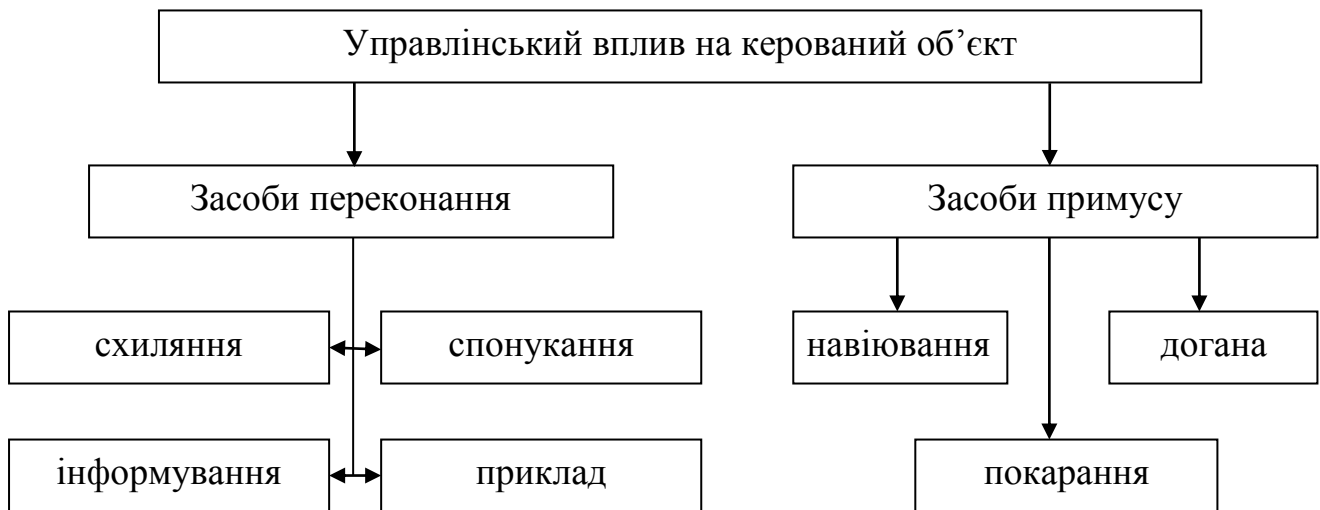 Управлінський вплив на керований об’єкт
Засоби переконання
Засоби примусу
схиляння
спонукання
навіювання
догана
інформування
приклад
покарання